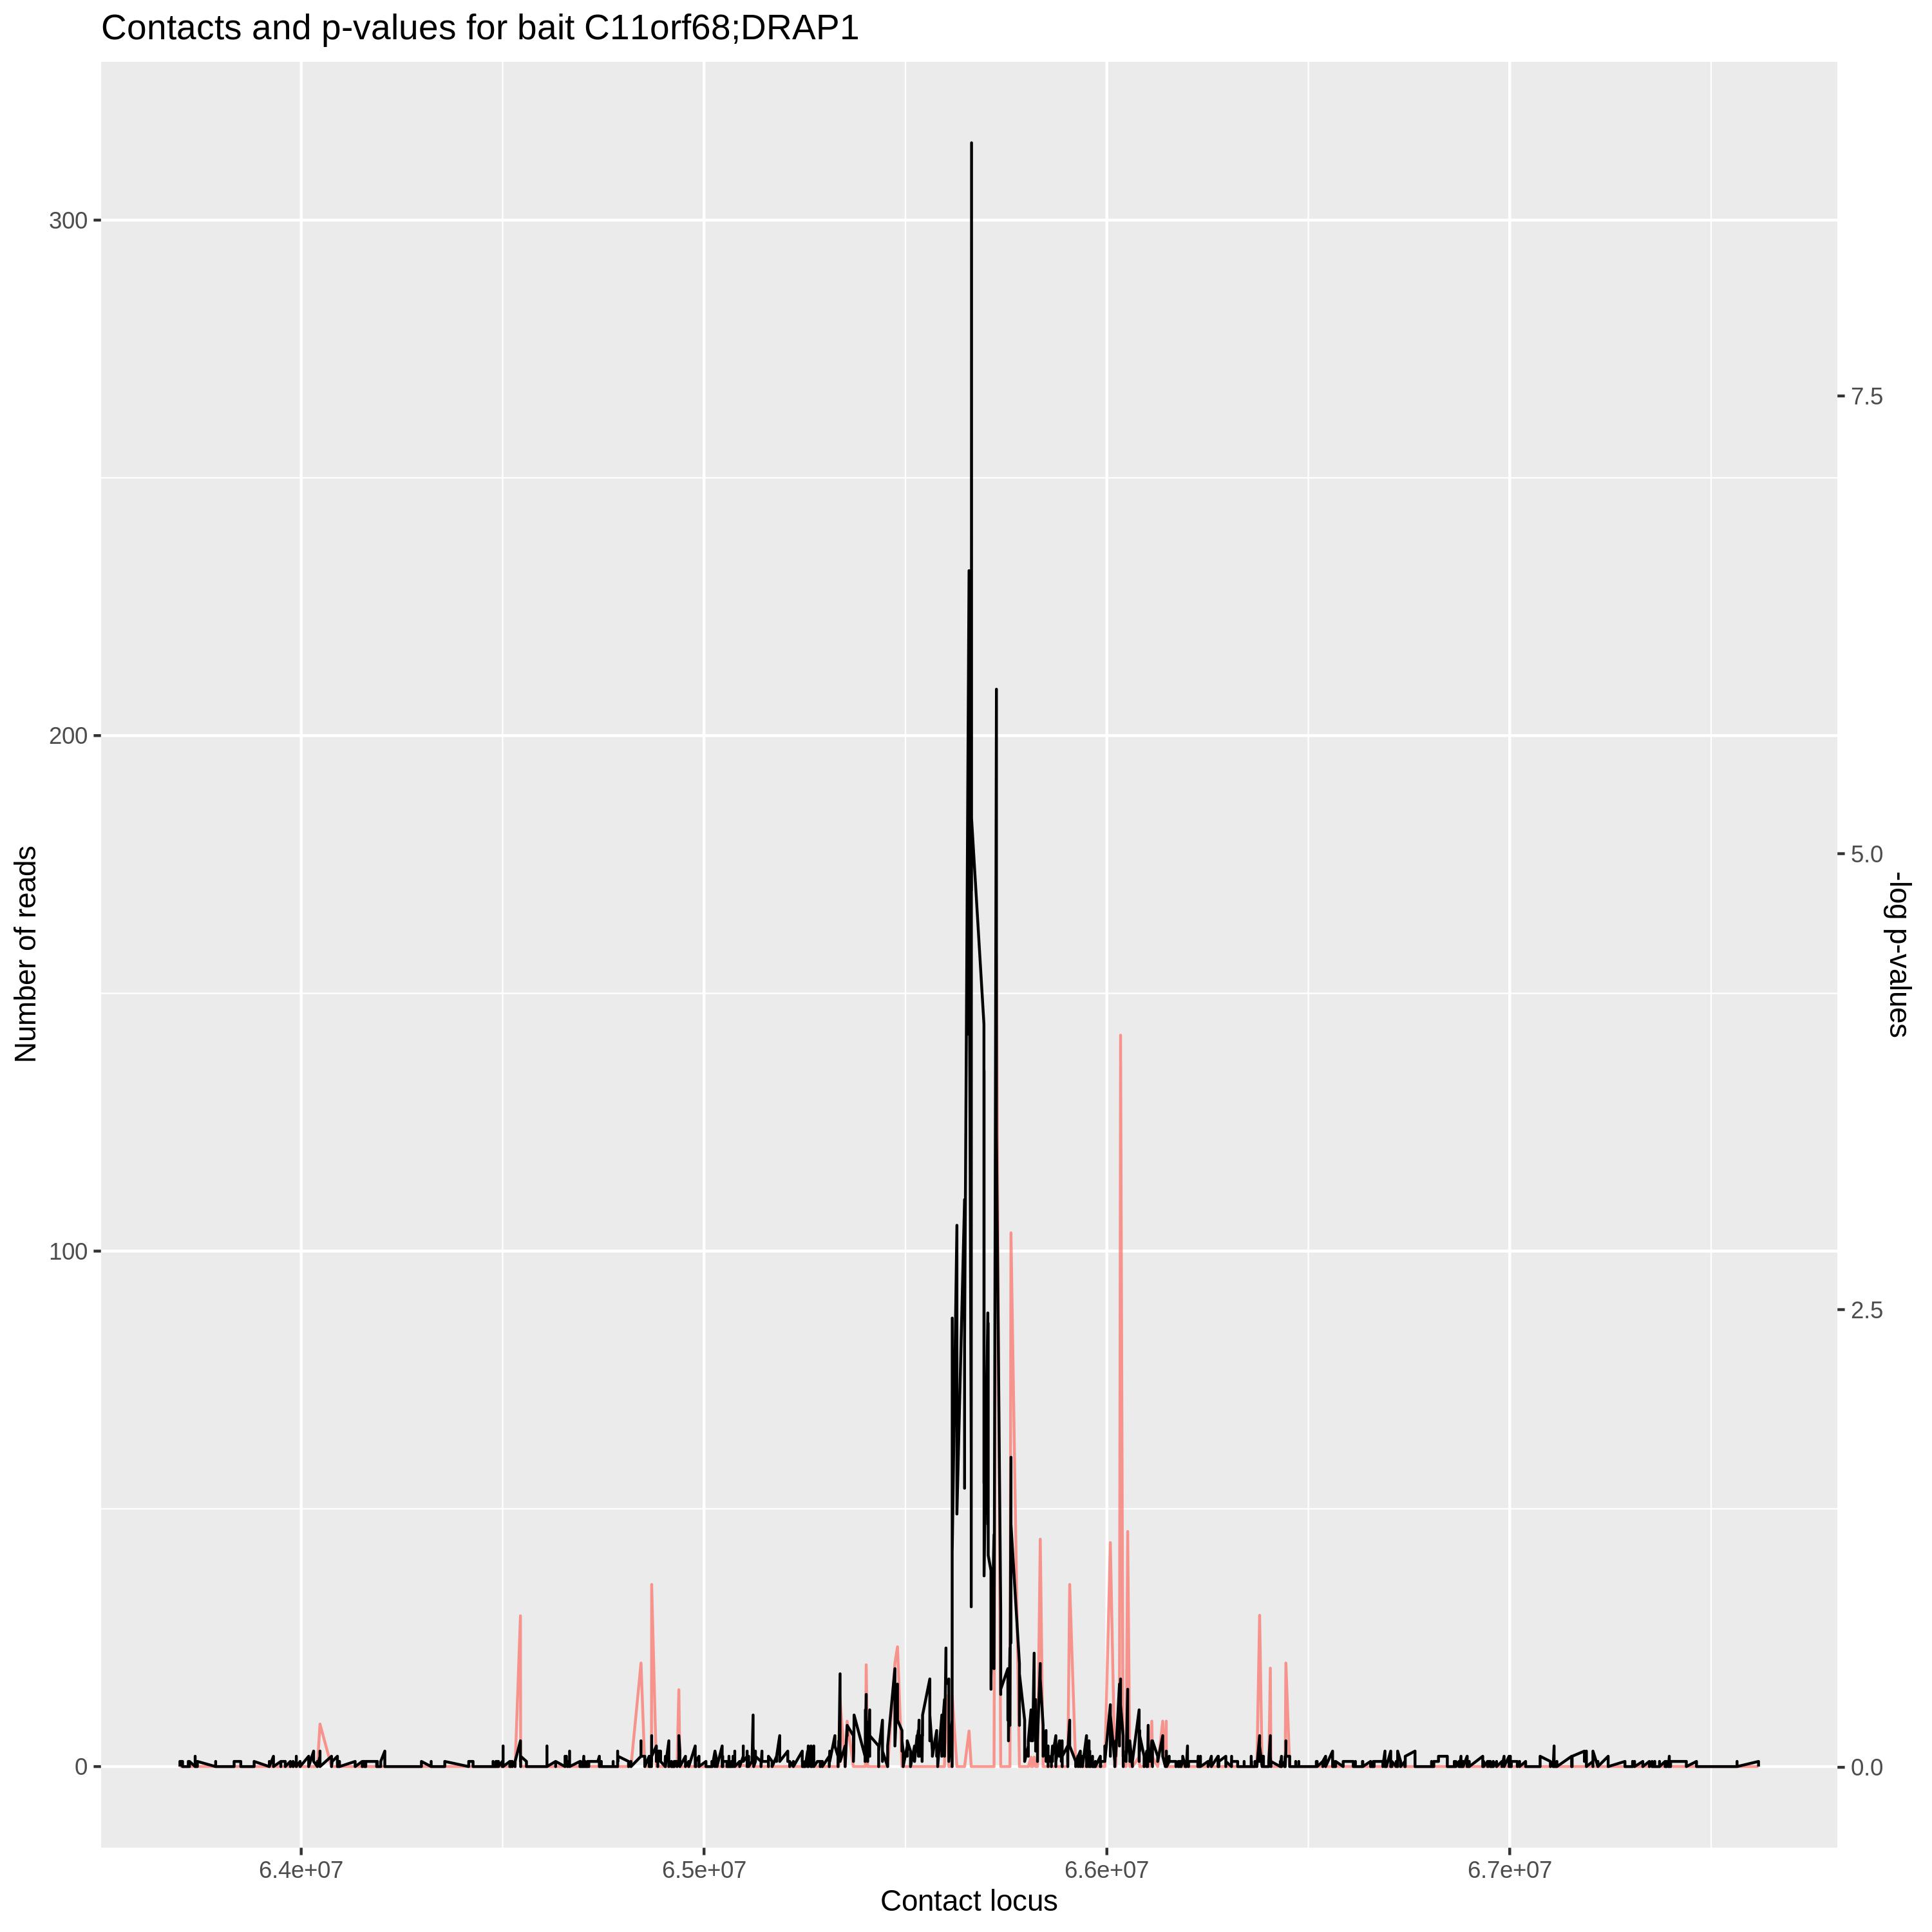 Contacts and p-values for bait C11orf68;DRAP1
300
200
100
0
Number of reads
7.5
5.0
2.5
0.0
-log p-values
6.4e+07
6.5e+07
6.6e+07
6.7e+07
Contact locus